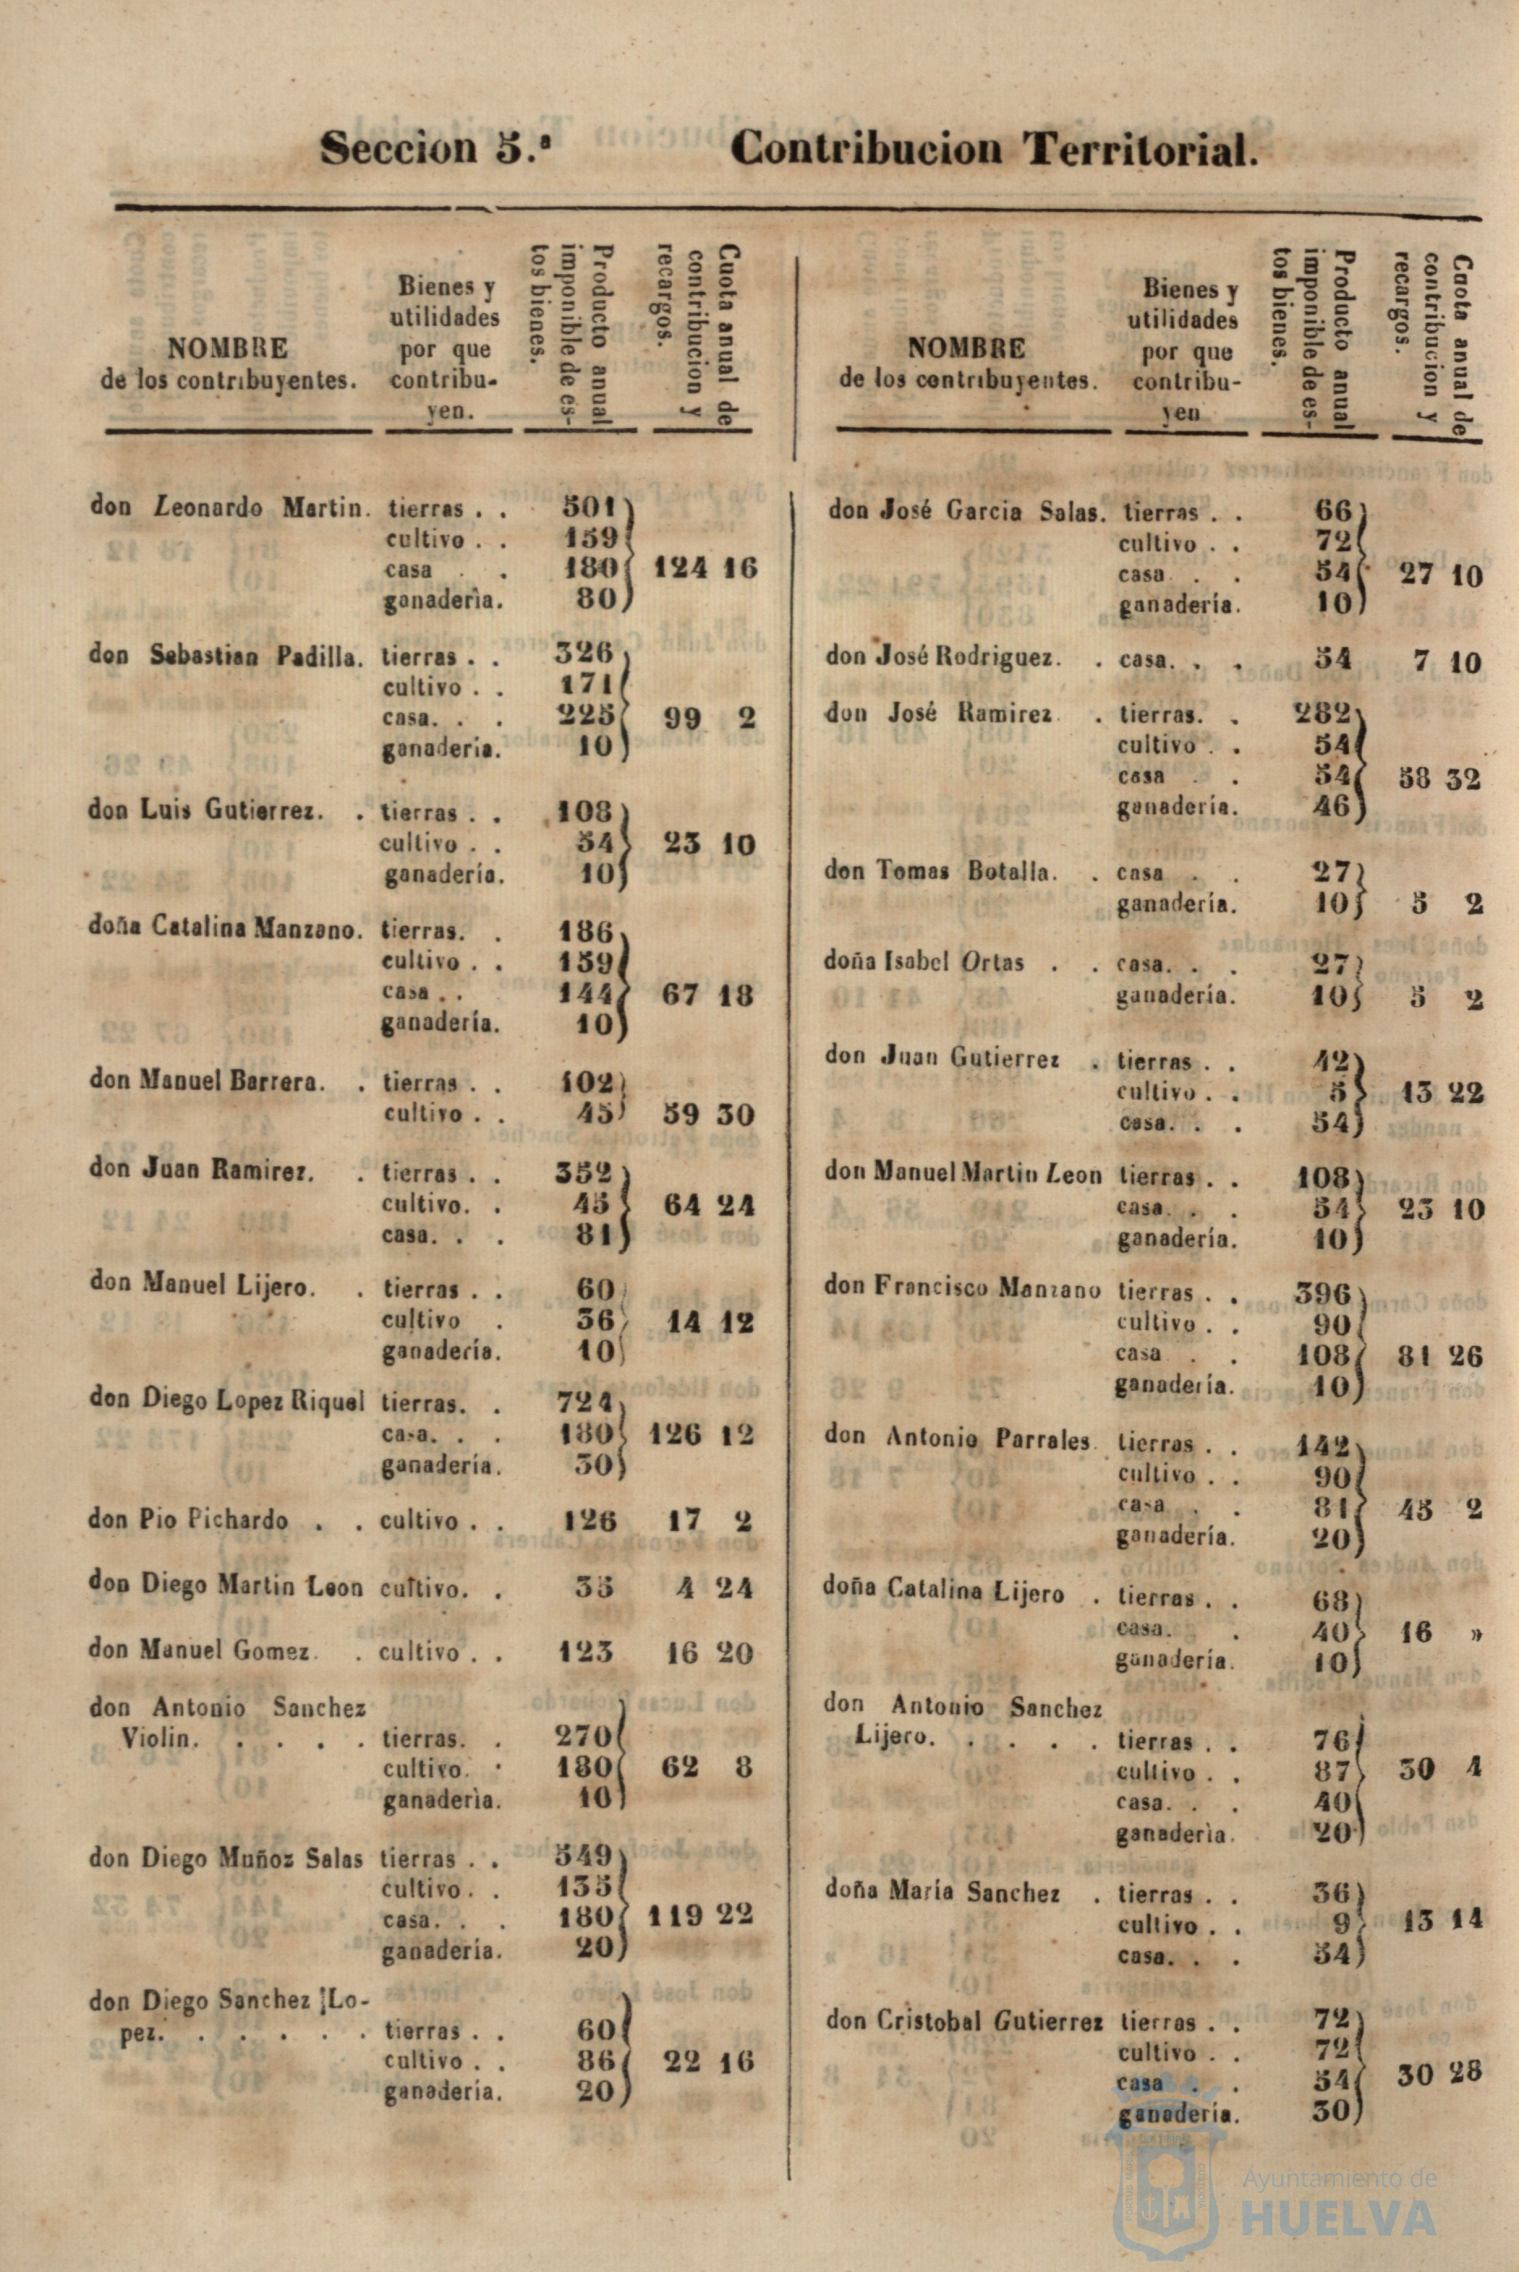 Seccion 5.ª Contribucion Territorial.
NOMBRE
de los contribuyentes.
Bienes y
utilidades
por que
contribu-
yen.
Producto anual
imponible de es-
tos bienes.
Cuota anual de
contribucion y
recargos.
don Leonardo Martin. tierras . . 501
cultivo . . 159
casa . . 180 124 16
ganadería. 80
don Sebastian Padilla. tierras . . 326
cultivo . . 171
casa. . . 225 99 2
ganadería. 10
don Luis Gutierrez. . tierras . . 108
cultivo . . 54 23 10
ganadería. 10
doña Catalina Manzano. tierras. . 186
cultivo . . 159
casa . . 144 67 18
ganadería. 10
don Manuel Barrera. . tierras . . 102
cultivo . . 45 59 30
don Juan Ramirez. . tierras . . 352
cultivo. . 45 64 24
casa. . . 81
don Manuel Lijero. . tierras . . 60
cultivo . 36 14 12
ganadería. 10
don Diego Lopez Riquel tierras. . 724
casa. . . 180 126 12
ganadería. 30
don Pio Pichardo . . cultivo . . 126 17 2
don Diego Martin Leon cultivo. . 35 4 24
don Manuel Gomez. . cultivo . . 123 16 20
don Antonio Sanchez
Violin. . . . . tierras. . 270
cultivo. . 180 62 8
ganadería. 10
don Diego Muñoz Salas tierras . . 549
cultivo. . 135
casa. . . 180 119 22
ganadería. 20
don Diego Sanchez Lo-
pez. . . . . . tierras . . 60
cultivo . . 86 22 16
ganadería. 20
NOMBRE
de los contribuyentes.
Bienes y
utilidades
por que
contribu-
yen
Producto anual
imponible de es-
tos bienes.
Cuota anual de
contribucion y
recargos.
don José Garcia Salas. tierras . . 66
cultivo . . 72
casa . . 54 27 10
ganadería. 10
don José Rodriguez. . casa. . . 54 7 10
don José Ramirez . tierras. . 282
cultivo . . 54
casa . . 54 58 32
ganadería. 46
don Tomas Botalla. . casa . . 27
ganadería. 10 5 2
doña Isabel Ortas . . casa. . . 27
ganadería. 10 5 2
don Juan Gutierrez . tierras . . 42
cultivo . . 5 13 22
casa. . . 54
don Manuel Martin Leon tierras . . 108
casa. . . 54 23 10
ganadería. 10
don Francisco Manzano tierras . . 396
cultivo . . 90
casa . . 108 81 26
ganadería. 10
don Antonio Parrales. tierras . . 142
cultivo . . 90
casa . . 81 45 2
ganadería. 20
doña Catalina Lijero . tierras . . 68
casa. . 40 16 »
ganadería. 10
don Antonio Sanchez
Lijero. . . . . tierras . . 76
cultivo . . 87 30 4
casa. . . 40
ganadería. 20
doña María Sanchez . tierras . . 36
cultivo . . 9 13 14
casa. . . 54
don Cristobal Gutierrez tierras . . 72
cultivo . . 72
casa . . 54 30 28
ganadería. 30
Ayuntamiento de
HUELVA